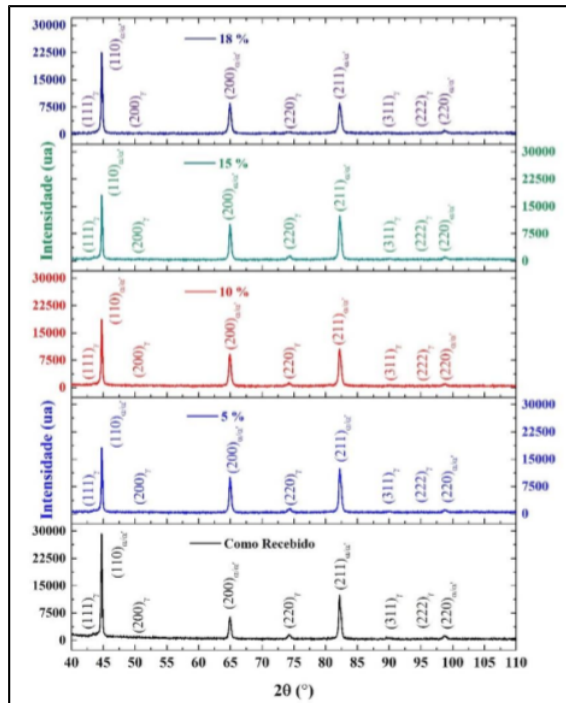 30000
22500
15000
7500
0
18 %
(111)γ
(110)α/α'
(200)γ
(200)α/α'
(220)γ
(211)α/α'
(311)γ
(222)γ
(220)α/α'
Intensidade (ua)
30000
22500
15000
7500
0
15 %
(111)γ
(110)α/α'
(200)γ
(200)α/α'
(220)γ
(211)α/α'
(311)γ
(222)γ
(220)α/α'
30000
22500
15000
7500
0
10 %
(111)γ
(110)α/α'
(200)γ
(200)α/α'
(220)γ
(211)α/α'
(311)γ
(222)γ
(220)α/α'
Intensidade (ua)
30000
22500
15000
7500
0
5 %
(111)γ
(110)α/α'
(200)γ
(200)α/α'
(220)γ
(211)α/α'
(311)γ
(222)γ
(220)α/α'
30000
22500
15000
7500
0
Como Recebido
(111)γ
(110)α/α'
(200)γ
(200)α/α'
(220)γ
(211)α/α'
(311)γ
(222)γ
(220)α/α'
40 45 50 55 60 65 70 75 80 85 90 95 100 105 110
2θ (°)